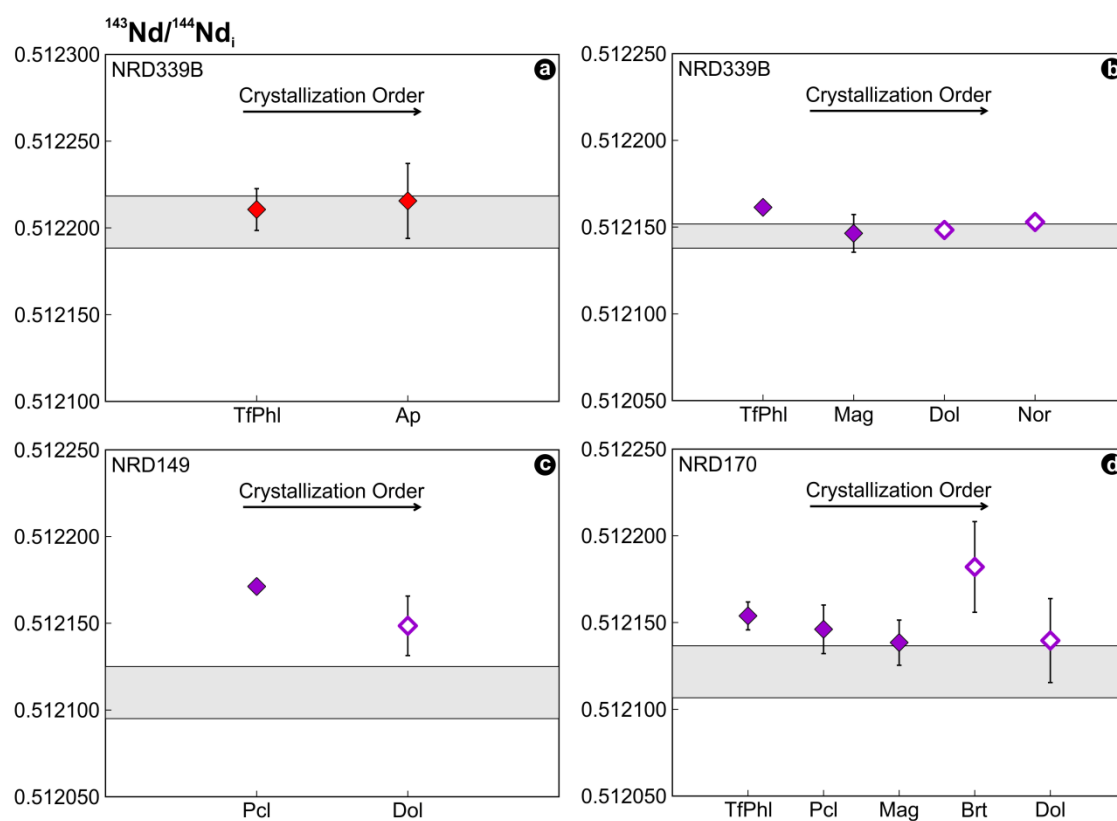 ¹⁴³Nd/¹⁴⁴Ndᵢ
0.512300
NRD339B
a
Crystallization Order
0.512250
0.512200
0.512150
0.512100
TfPhl Ap
0.512250
NRD339B
b
Crystallization Order
0.512200
0.512150
0.512100
0.512050
TfPhl Mag Dol Nor
0.512250
NRD149
c
Crystallization Order
0.512200
0.512150
0.512100
0.512050
Pcl Dol
0.512250
NRD170
d
Crystallization Order
0.512200
0.512150
0.512100
0.512050
TfPhl Pcl Mag Brt Dol